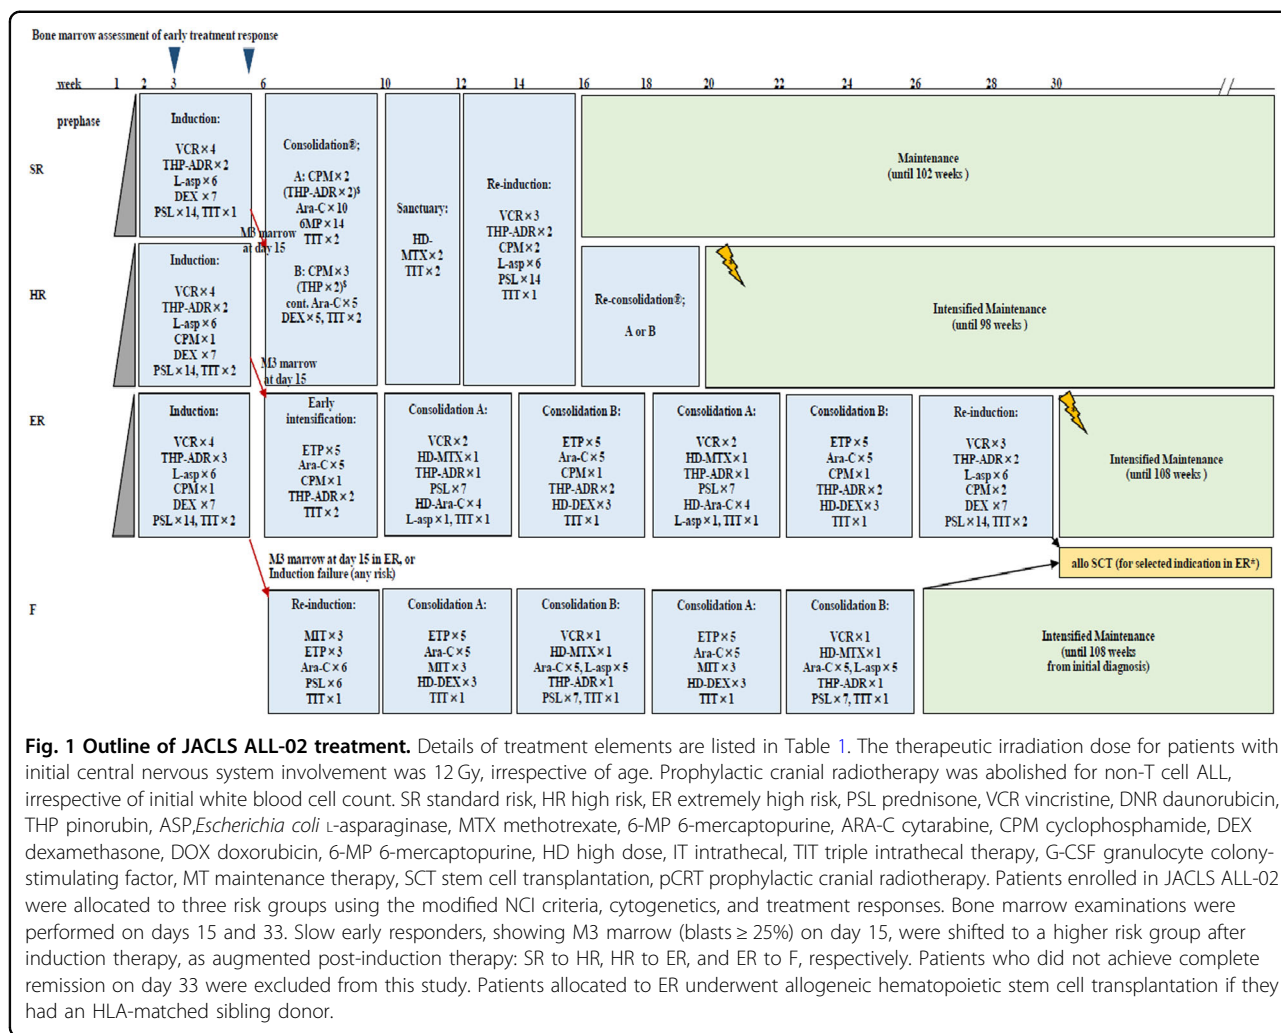 Bone marrow assessment of early treatment response
week 1 2 3 6 10 12 14 16 18 20 22 24 26 28 30
prephase
SR
Induction:
VCR×4
THP-ADR×2
L-asp×6
DEX×7
PSL×14, TIT×1
M3 marrow
at day 15
Consolidation®;
A: CPM×2
(THP-ADR×2)$
Ara-C×10
6MP×14
TIT×2
B: CPM×3
(THP×2)$
cont. Ara-C×5
DEX×5, TIT×2
Sanctuary:
HD-
MTX×2
TIT×2
Re-induction:
VCR×3
THP-ADR×2
CPM×2
L-asp×6
PSL×14
TIT×1
Maintenance
(until 102 weeks )
HR
Induction:
VCR×4
THP-ADR×2
L-asp×6
CPM×1
DEX ×7
PSL×14, TIT×2
M3 marrow
at day 15
Re-consolidation®;
A or B
Intensified Maintenance
(until 98 weeks )
ER
Induction:
VCR×4
THP-ADR×3
L-asp×6
CPM×1
DEX ×7
PSL×14, TIT×2
Early
intensification:
ETP×5
Ara-C×5
CPM×1
THP-ADR×2
TIT×2
Consolidation A:
VCR×2
HD-MTX×1
THP-ADR×1
PSL×7
HD-Ara-C×4
L-asp×1, TIT×1
Consolidation B:
ETP×5
Ara-C×5
CPM×1
THP-ADR×2
HD-DEX×3
TIT×1
Consolidation A:
VCR×2
HD-MTX×1
THP-ADR×1
PSL×7
HD-Ara-C×4
L-asp×1, TIT×1
Consolidation B:
ETP×5
Ara-C×5
CPM×1
THP-ADR×2
HD-DEX×3
TIT×1
Re-induction:
VCR×3
THP-ADR×2
L-asp×6
CPM×2
DEX×7
PSL×14, TIT×2
Intensified Maintenance
(until 108 weeks )
M3 marrow at day 15 in ER, or
Induction failure (any risk)
allo SCT (for selected indication in ER*)
F
Re-induction:
MIT×3
ETP×3
Ara-C×6
PSL×6
TIT×1
Consolidation A:
ETP×5
Ara-C×5
MIT×3
HD-DEX×3
TIT×1
Consolidation B:
VCR×1
HD-MTX×1
Ara-C×5, L-asp×5
THP-ADR×1
PSL×7, TIT×1
Consolidation A:
ETP×5
Ara-C×5
MIT×3
HD-DEX×3
TIT×1
Consolidation B:
VCR×1
HD-MTX×1
Ara-C×5, L-asp×5
THP-ADR×1
PSL×7, TIT×1
Intensified Maintenance
(until 108 weeks
from initial diagnosis)
Fig. 1 Outline of JACLS ALL-02 treatment. Details of treatment elements are listed in Table 1. The therapeutic irradiation dose for patients with
initial central nervous system involvement was 12 Gy, irrespective of age. Prophylactic cranial radiotherapy was abolished for non-T cell ALL,
irrespective of initial white blood cell count. SR standard risk, HR high risk, ER extremely high risk, PSL prednisone, VCR vincristine, DNR daunorubicin,
THP pinorubin, ASP,Escherichia coli L-asparaginase, MTX methotrexate, 6-MP 6-mercaptopurine, ARA-C cytarabine, CPM cyclophosphamide, DEX
dexamethasone, DOX doxorubicin, 6-MP 6-mercaptopurine, HD high dose, IT intrathecal, TIT triple intrathecal therapy, G-CSF granulocyte colony-
stimulating factor, MT maintenance therapy, SCT stem cell transplantation, pCRT prophylactic cranial radiotherapy. Patients enrolled in JACLS ALL-02
were allocated to three risk groups using the modified NCI criteria, cytogenetics, and treatment responses. Bone marrow examinations were
performed on days 15 and 33. Slow early responders, showing M3 marrow (blasts ≥ 25%) on day 15, were shifted to a higher risk group after
induction therapy, as augmented post-induction therapy: SR to HR, HR to ER, and ER to F, respectively. Patients who did not achieve complete
remission on day 33 were excluded from this study. Patients allocated to ER underwent allogeneic hematopoietic stem cell transplantation if they
had an HLA-matched sibling donor.